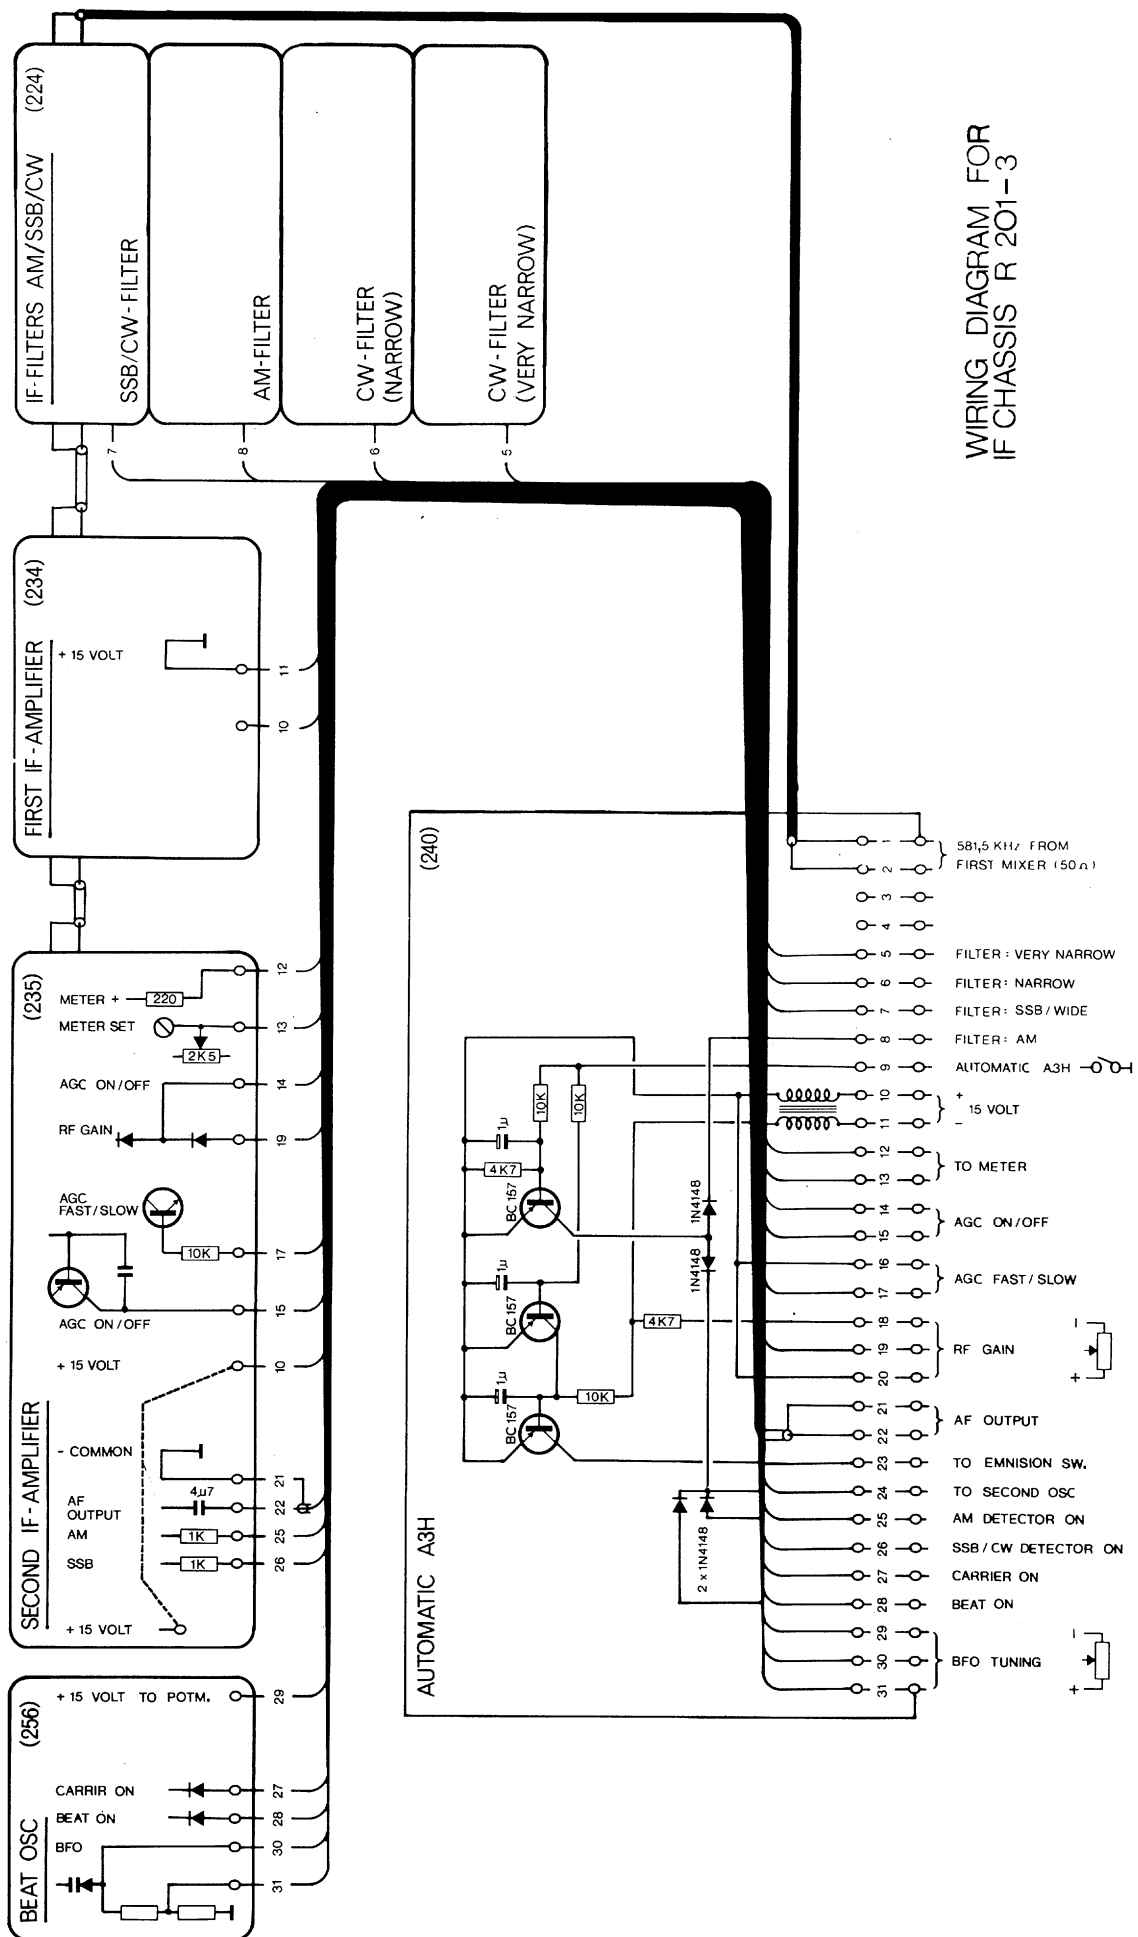 WIRING DIAGRAM FOR
IF CHASSIS R 201-3
IF-FILTERS AM/SSB/CW (224)
SSB/CW-FILTER
AM-FILTER
CW-FILTER
(NARROW)
CW-FILTER
(VERY NARROW)
7
8
6
5
FIRST IF-AMPLIFIER (234)
+ 15 VOLT
11
10
SECOND IF-AMPLIFIER (235)
METER +
220
12
METER SET
2K5
13
AGC ON/OFF
14
RF GAIN
19
AGC
FAST/SLOW
10K
17
15
AGC ON/OFF
+ 15 VOLT
10
- COMMON
21
4µ7
AF
OUTPUT
22
AM
1K
25
SSB
1K
26
+ 15 VOLT
BEAT OSC (256)
+ 15 VOLT TO POTM.
29
CARRIR ON
27
BEAT ON
28
BFO
30
31
AUTOMATIC A3H (240)
10K
10K
1µ
4K7
BC 157
1N4148
1N4148
1µ
BC 157
4K7
1µ
10K
BC 157
2 x 1N4148
1
581,5 KHz FROM
2
FIRST MIXER (50Ω)
3
4
5
FILTER: VERY NARROW
6
FILTER: NARROW
7
FILTER: SSB/WIDE
8
FILTER: AM
9
AUTOMATIC A3H
10
+
15 VOLT
11
-
12
TO METER
13
14
AGC ON/OFF
15
16
AGC FAST/SLOW
17
18
-
19
RF GAIN
20
+
21
AF OUTPUT
22
23
TO EMNISION SW.
24
TO SECOND OSC
25
AM DETECTOR ON
26
SSB/CW DETECTOR ON
27
CARRIER ON
28
BEAT ON
29
-
30
BFO TUNING
31
+